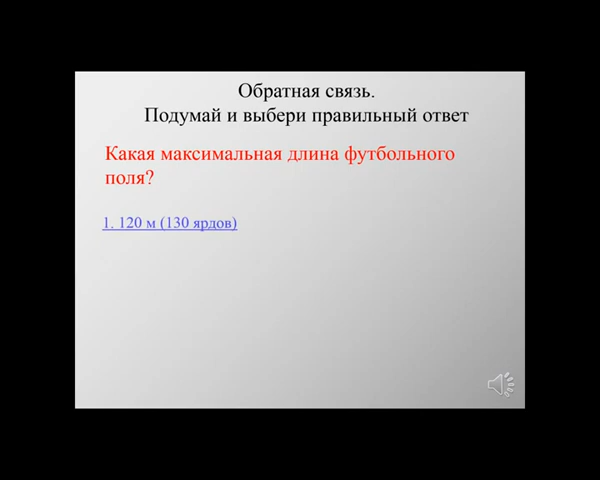 Обратная связь.
Подумай и выбери правильный ответ
Какая максимальная длина футбольного
поля?
1. 120 м (130 ярдов)